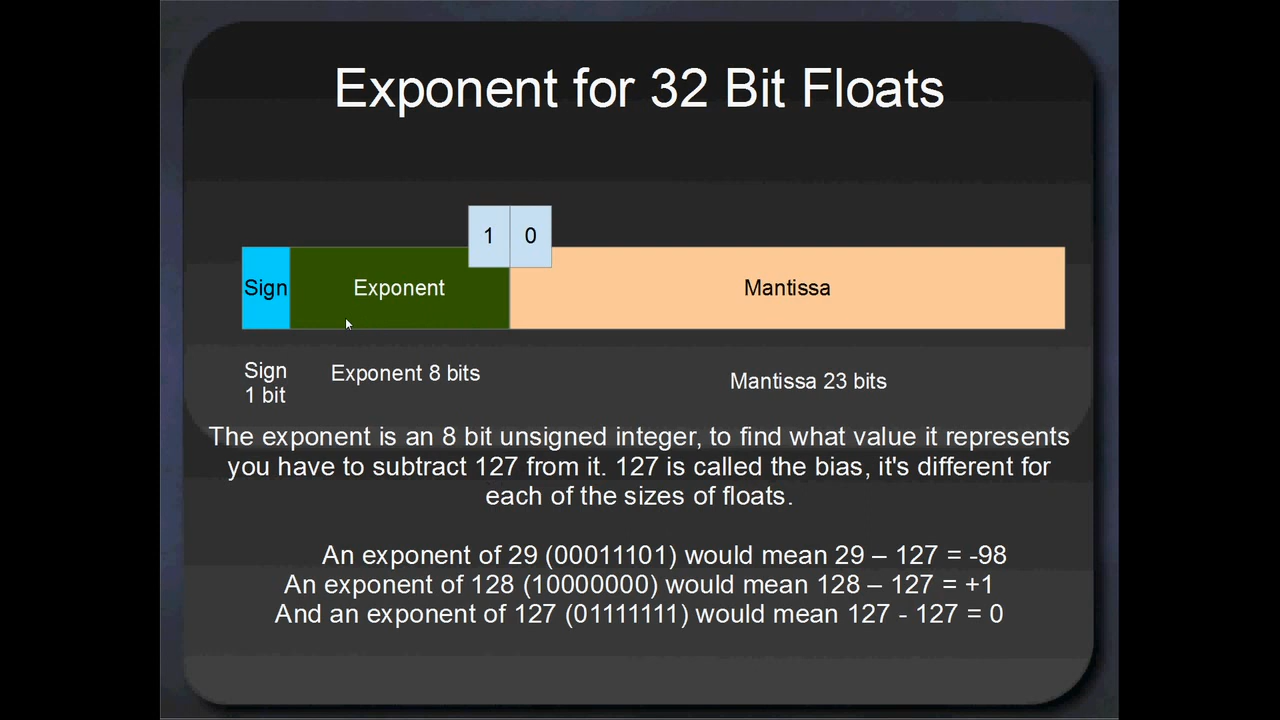 Exponent for 32 Bit Floats
1 0
Sign Exponent Mantissa
Sign
1 bit
Exponent 8 bits
Mantissa 23 bits
The exponent is an 8 bit unsigned integer, to find what value it represents
you have to subtract 127 from it. 127 is called the bias, it's different for
each of the sizes of floats.
An exponent of 29 (00011101) would mean 29 – 127 = -98
An exponent of 128 (10000000) would mean 128 – 127 = +1
And an exponent of 127 (01111111) would mean 127 - 127 = 0